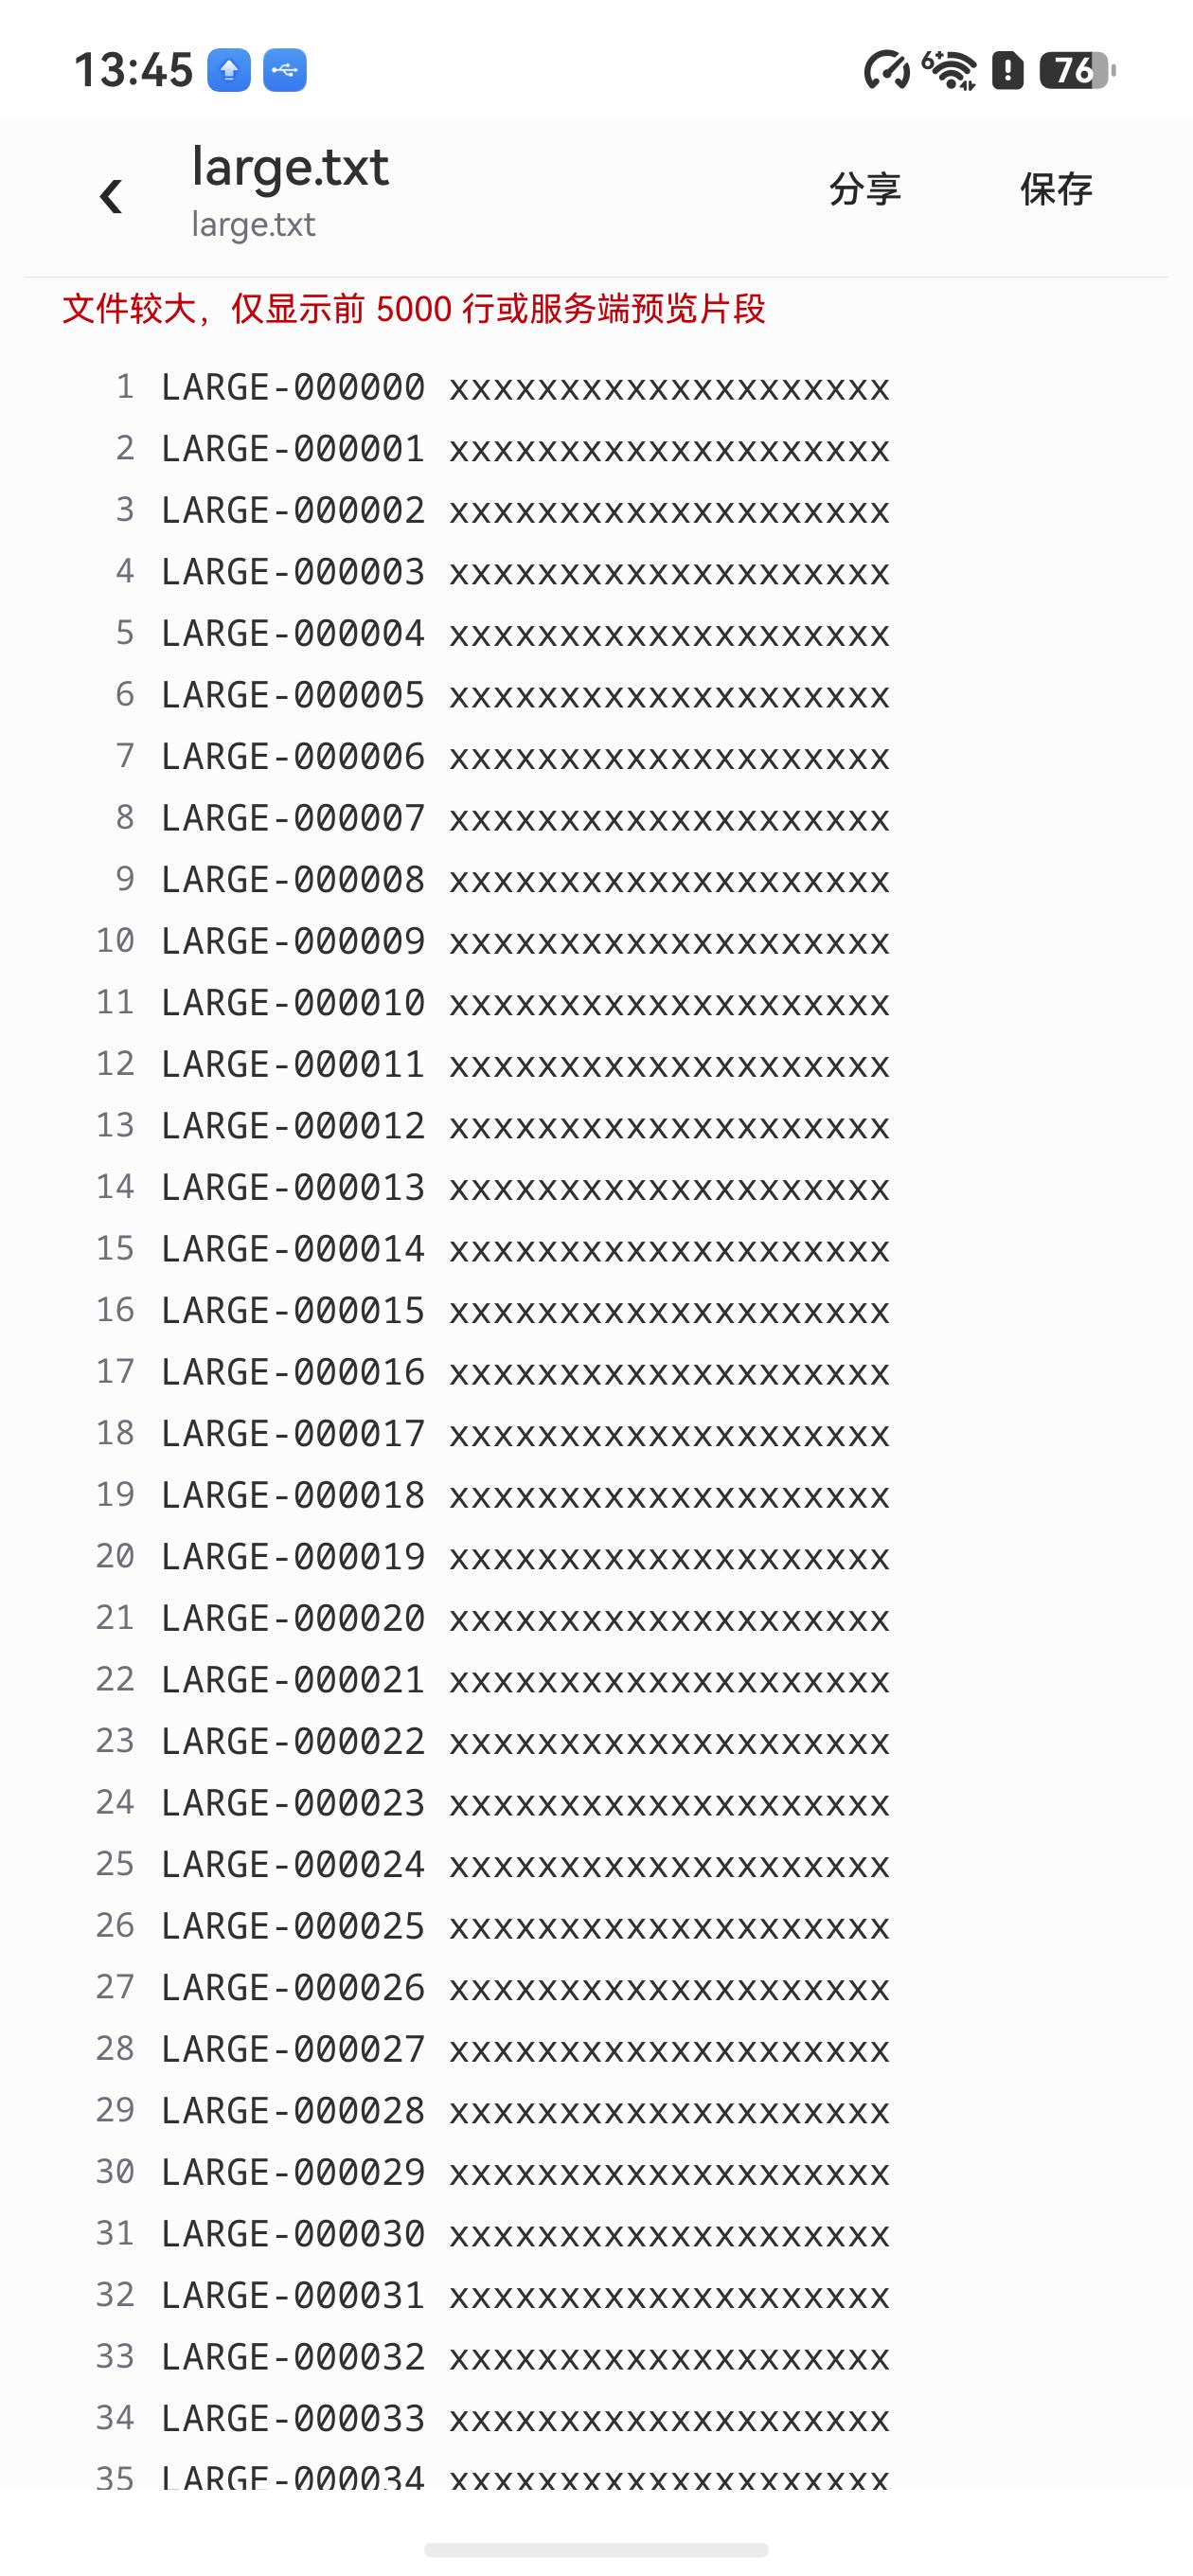 13:45
6+
76
large.txt
large.txt
分享
保存
文件较大，仅显示前 5000 行或服务端预览片段
1 LARGE-000000 xxxxxxxxxxxxxxxxxxxx
2 LARGE-000001 xxxxxxxxxxxxxxxxxxxx
3 LARGE-000002 xxxxxxxxxxxxxxxxxxxx
4 LARGE-000003 xxxxxxxxxxxxxxxxxxxx
5 LARGE-000004 xxxxxxxxxxxxxxxxxxxx
6 LARGE-000005 xxxxxxxxxxxxxxxxxxxx
7 LARGE-000006 xxxxxxxxxxxxxxxxxxxx
8 LARGE-000007 xxxxxxxxxxxxxxxxxxxx
9 LARGE-000008 xxxxxxxxxxxxxxxxxxxx
10 LARGE-000009 xxxxxxxxxxxxxxxxxxxx
11 LARGE-000010 xxxxxxxxxxxxxxxxxxxx
12 LARGE-000011 xxxxxxxxxxxxxxxxxxxx
13 LARGE-000012 xxxxxxxxxxxxxxxxxxxx
14 LARGE-000013 xxxxxxxxxxxxxxxxxxxx
15 LARGE-000014 xxxxxxxxxxxxxxxxxxxx
16 LARGE-000015 xxxxxxxxxxxxxxxxxxxx
17 LARGE-000016 xxxxxxxxxxxxxxxxxxxx
18 LARGE-000017 xxxxxxxxxxxxxxxxxxxx
19 LARGE-000018 xxxxxxxxxxxxxxxxxxxx
20 LARGE-000019 xxxxxxxxxxxxxxxxxxxx
21 LARGE-000020 xxxxxxxxxxxxxxxxxxxx
22 LARGE-000021 xxxxxxxxxxxxxxxxxxxx
23 LARGE-000022 xxxxxxxxxxxxxxxxxxxx
24 LARGE-000023 xxxxxxxxxxxxxxxxxxxx
25 LARGE-000024 xxxxxxxxxxxxxxxxxxxx
26 LARGE-000025 xxxxxxxxxxxxxxxxxxxx
27 LARGE-000026 xxxxxxxxxxxxxxxxxxxx
28 LARGE-000027 xxxxxxxxxxxxxxxxxxxx
29 LARGE-000028 xxxxxxxxxxxxxxxxxxxx
30 LARGE-000029 xxxxxxxxxxxxxxxxxxxx
31 LARGE-000030 xxxxxxxxxxxxxxxxxxxx
32 LARGE-000031 xxxxxxxxxxxxxxxxxxxx
33 LARGE-000032 xxxxxxxxxxxxxxxxxxxx
34 LARGE-000033 xxxxxxxxxxxxxxxxxxxx
35 LARGE-000034 xxxxxxxxxxxxxxxxxxxx